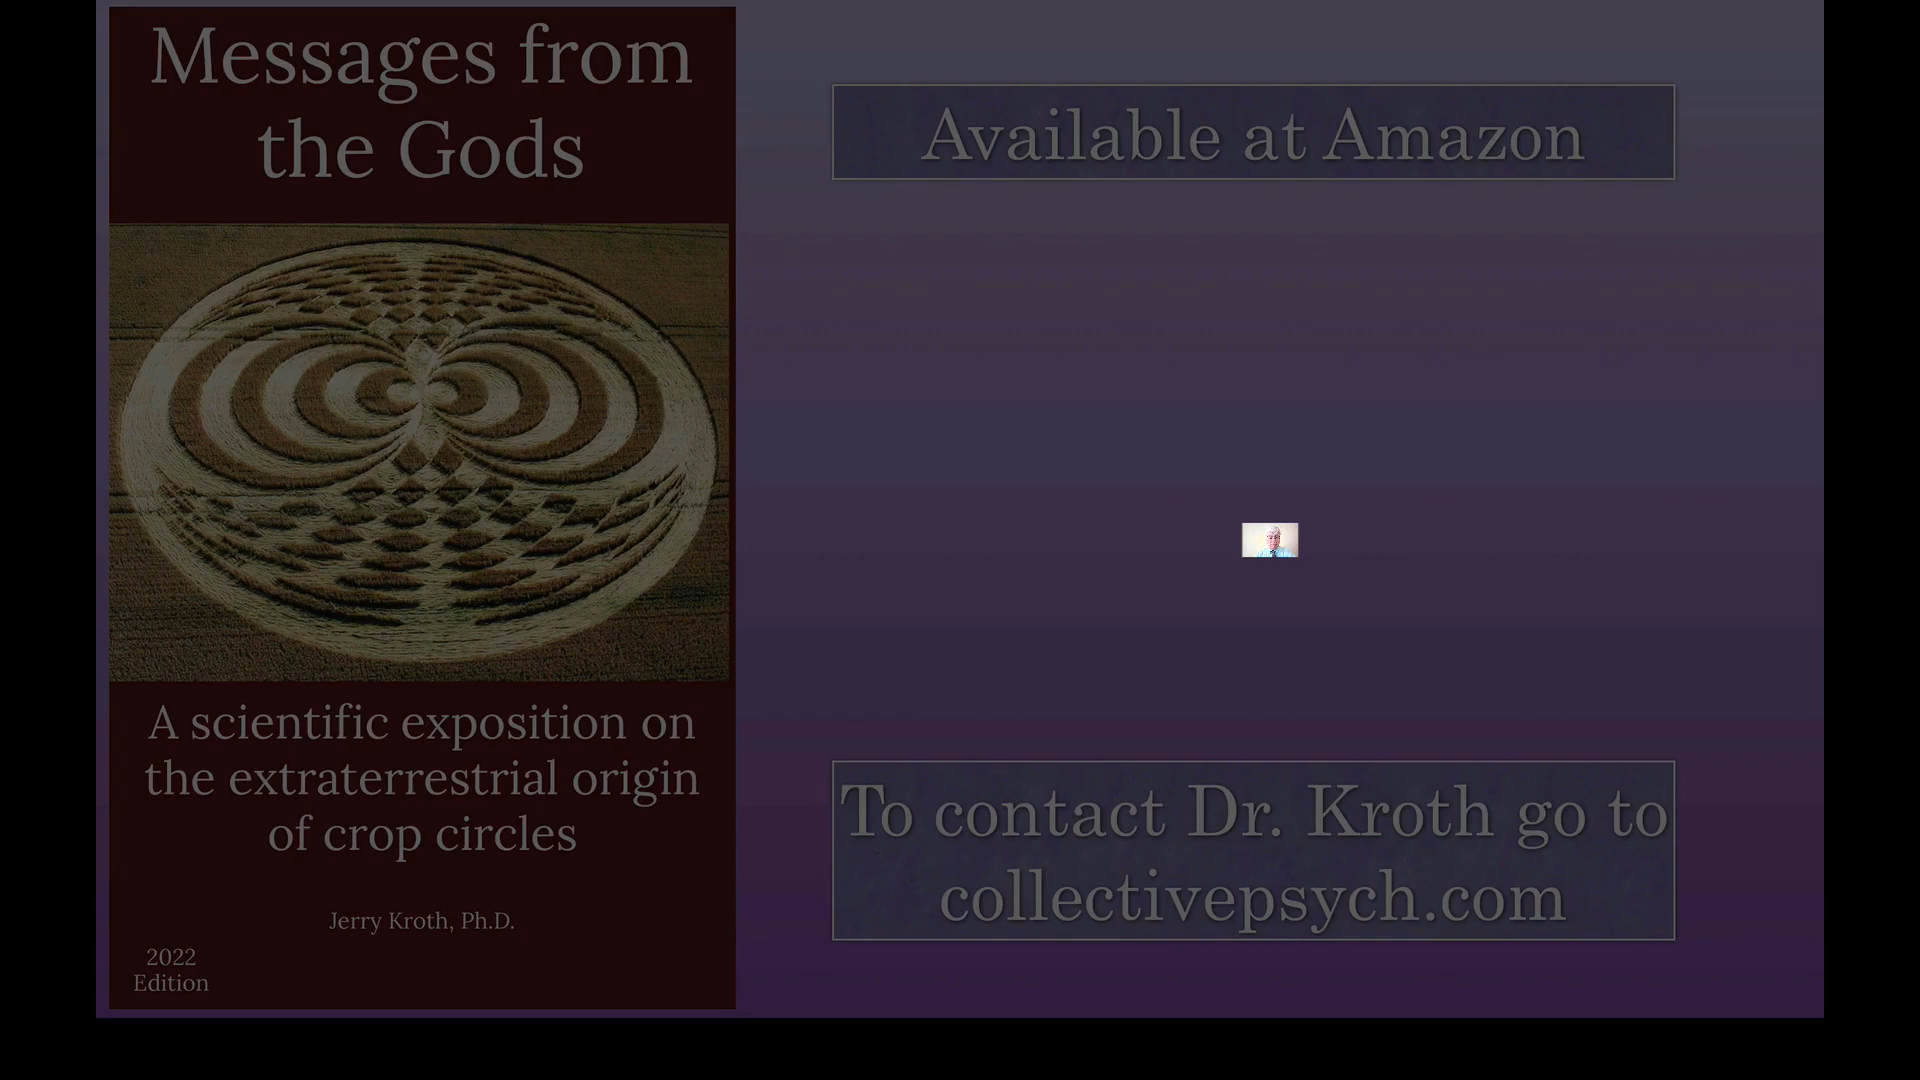 Messages from
the Gods
A scientific exposition on
the extraterrestrial origin
of crop circles
Jerry Kroth, Ph.D.
2022
Edition
Available at Amazon
To contact Dr. Kroth go to
collectivepsych.com